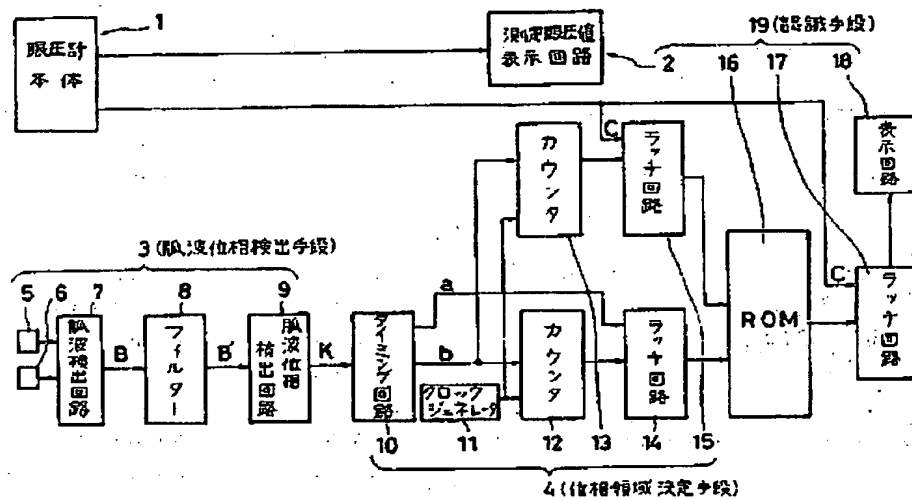 1
眼圧計
本体
測定眼圧値
表示回路
2
19(認識手段)
16
17
18
表示回路
C
カウンタ
ラッチ回路
3(脈波位相検出手段)
5
6
7
8
9
脈波検出回路
B
フィルター
B'
脈波位相検出回路
K
タイミング回路
a
b
クロック
ジェネレータ
カウンタ
ラッチ回路
ROM
C
ラッチ回路
10
11
12
13
14
15
4(位相領域決定手段)